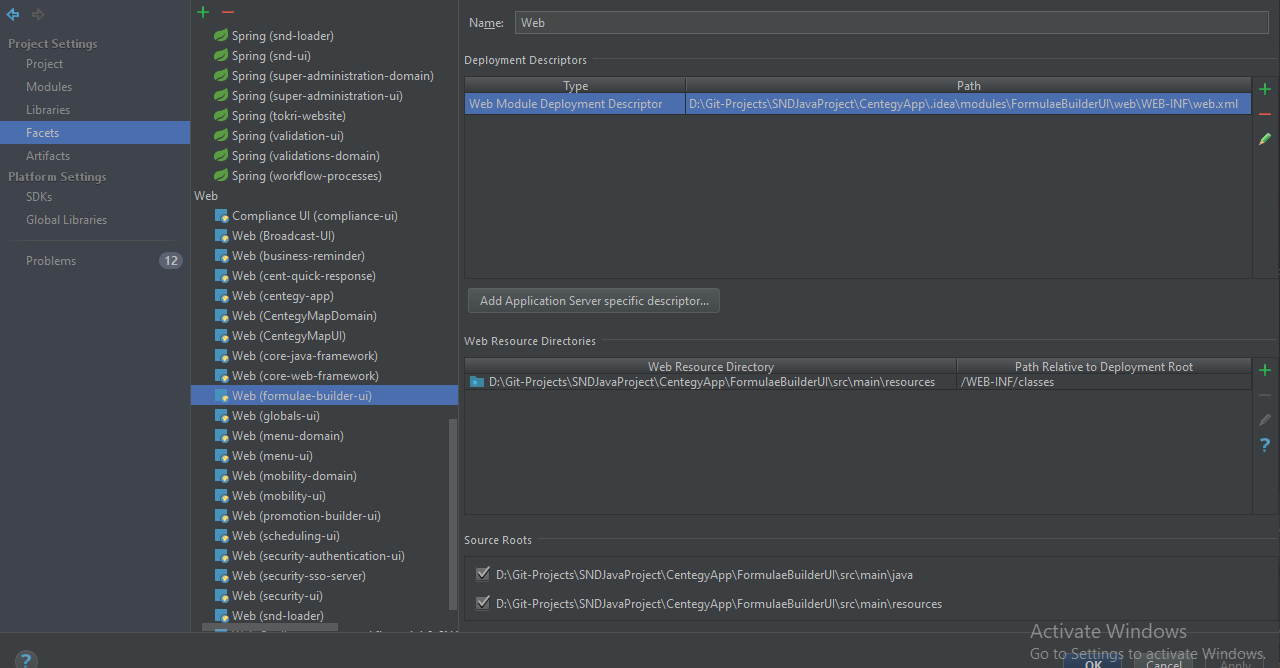 Project Settings
Project
Modules
Libraries
Facets
Artifacts
Platform Settings
SDKs
Global Libraries
Problems 12
Spring (snd-loader)
Spring (snd-ui)
Spring (super-administration-domain)
Spring (super-administration-ui)
Spring (tokri-website)
Spring (validation-ui)
Spring (validations-domain)
Spring (workflow-processes)
Web
Compliance UI (compliance-ui)
Web (Broadcast-UI)
Web (business-reminder)
Web (cent-quick-response)
Web (centegy-app)
Web (CentegyMapDomain)
Web (CentegyMapUI)
Web (core-java-framework)
Web (core-web-framework)
Web (formulae-builder-ui)
Web (globals-ui)
Web (menu-domain)
Web (menu-ui)
Web (mobility-domain)
Web (mobility-ui)
Web (promotion-builder-ui)
Web (scheduling-ui)
Web (security-authentication-ui)
Web (security-sso-server)
Web (security-ui)
Web (snd-loader)
Name: Web
Deployment Descriptors
Type Path
Web Module Deployment Descriptor D:\Git-Projects\SNDJavaProject\CentegyApp\.idea\modules\FormulaeBuilderUI\web\WEB-INF\web.xml
Add Application Server specific descriptor...
Web Resource Directories
Web Resource Directory Path Relative to Deployment Root
D:\Git-Projects\SNDJavaProject\CentegyApp\FormulaeBuilderUI\src\main\resources /WEB-INF/classes
?
Source Roots
D:\Git-Projects\SNDJavaProject\CentegyApp\FormulaeBuilderUI\src\main\java
D:\Git-Projects\SNDJavaProject\CentegyApp\FormulaeBuilderUI\src\main\resources
Activate Windows
Go to Settings to activate Windows.
? OK Cancel Apply